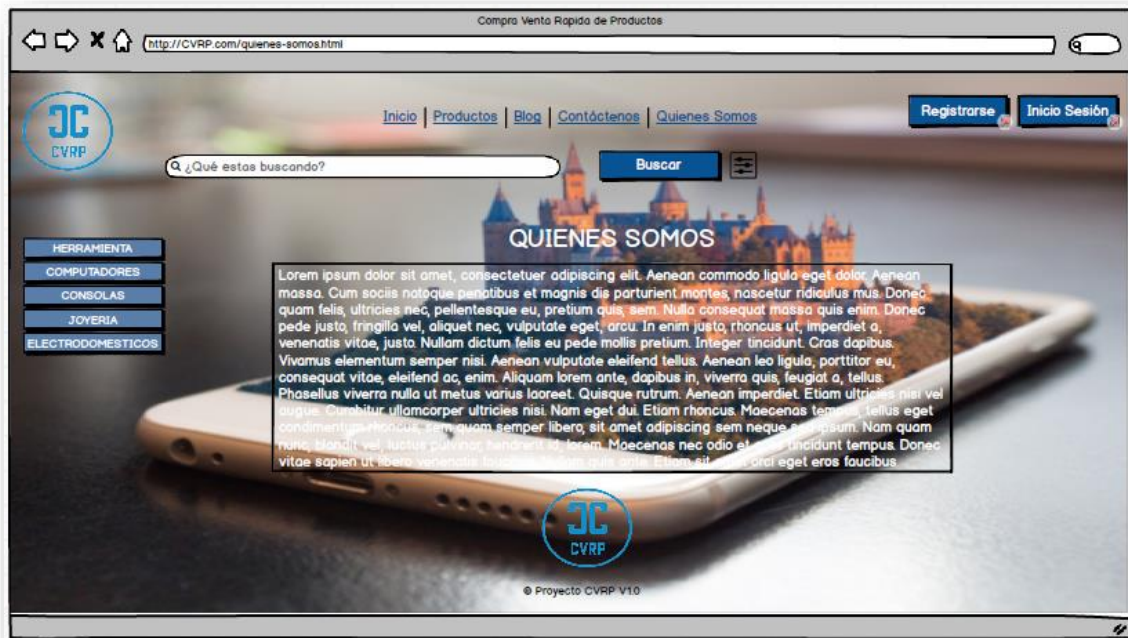 Compra Venta Rapida de Productos
http://CVRP.com/quienes-somos.html
CVRP
Inicio | Productos | Blog | Contáctenos | Quienes Somos
Registrarse
Inicio Sesión
¿Qué estas buscando?
Buscar
HERRAMIENTA
COMPUTADORES
CONSOLAS
JOYERIA
ELECTRODOMESTICOS
QUIENES SOMOS
Lorem ipsum dolor sit amet, consectetuer adipiscing elit. Aenean commodo ligula eget dolor. Aenean
massa. Cum sociis natoque penatibus et magnis dis parturient montes, nascetur ridiculus mus. Donec
quam felis, ultricies nec, pellentesque eu, pretium quis, sem. Nulla consequat massa quis enim. Donec
pede justo, fringilla vel, aliquet nec, vulputate eget, arcu. In enim justo, rhoncus ut, imperdiet a,
venenatis vitae, justo. Nullam dictum felis eu pede mollis pretium. Integer tincidunt. Cras dapibus.
Vivamus elementum semper nisi. Aenean vulputate eleifend tellus. Aenean leo ligula, porttitor eu,
consequat vitae, eleifend ac, enim. Aliquam lorem ante, dapibus in, viverra quis, feugiat a, tellus.
Phasellus viverra nulla ut metus varius laoreet. Quisque rutrum. Aenean imperdiet. Etiam ultricies nisi vel
augue. Curabitur ullamcorper ultricies nisi. Nam eget dui. Etiam rhoncus. Maecenas tempus, tellus eget
condimentum rhoncus, sem quam semper libero, sit amet adipiscing sem neque sed ipsum. Nam quam
nunc, blandit vel, luctus pulvinar, hendrerit id, lorem. Maecenas nec odio et ante tincidunt tempus. Donec
vitae sapien ut libero venenatis faucibus. Nullam quis ante. Etiam sit amet orci eget eros faucibus
CVRP
© Proyecto CVRP V1.0